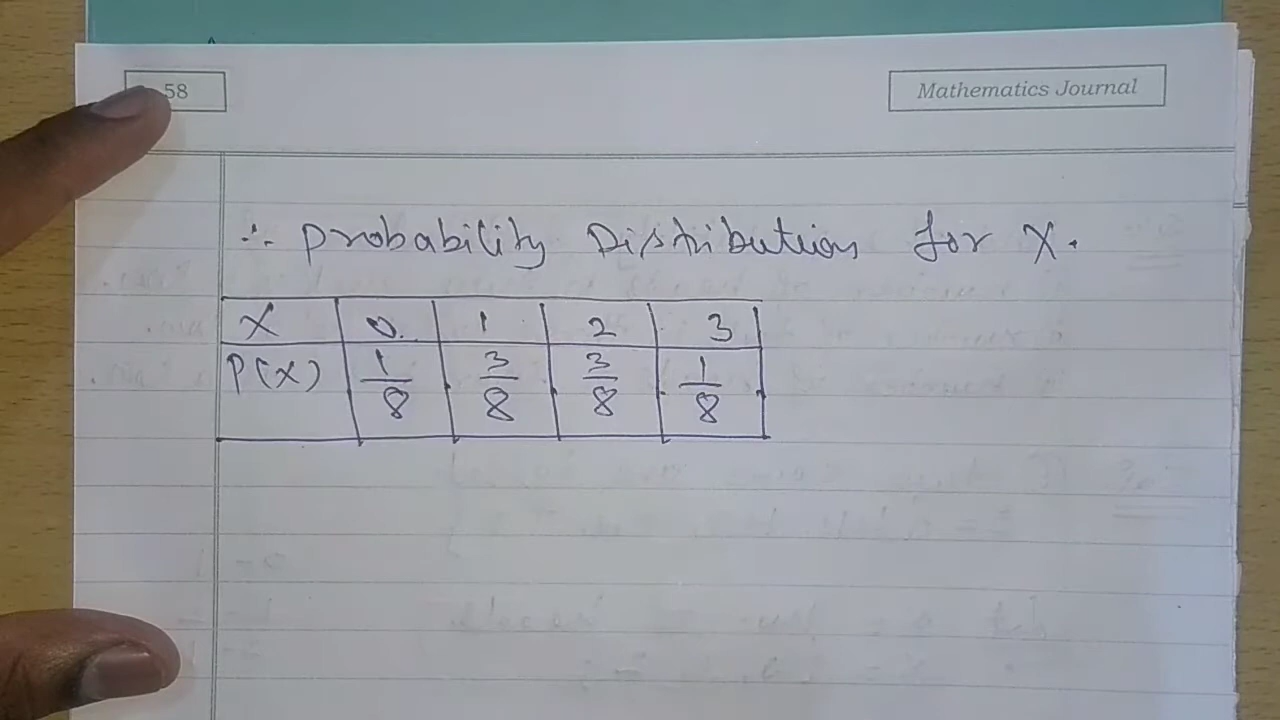 58
Mathematics Journal
∴ probability Distribution for X.
X 0. 1 2 3
P(X) 1/8 3/8 3/8 1/8